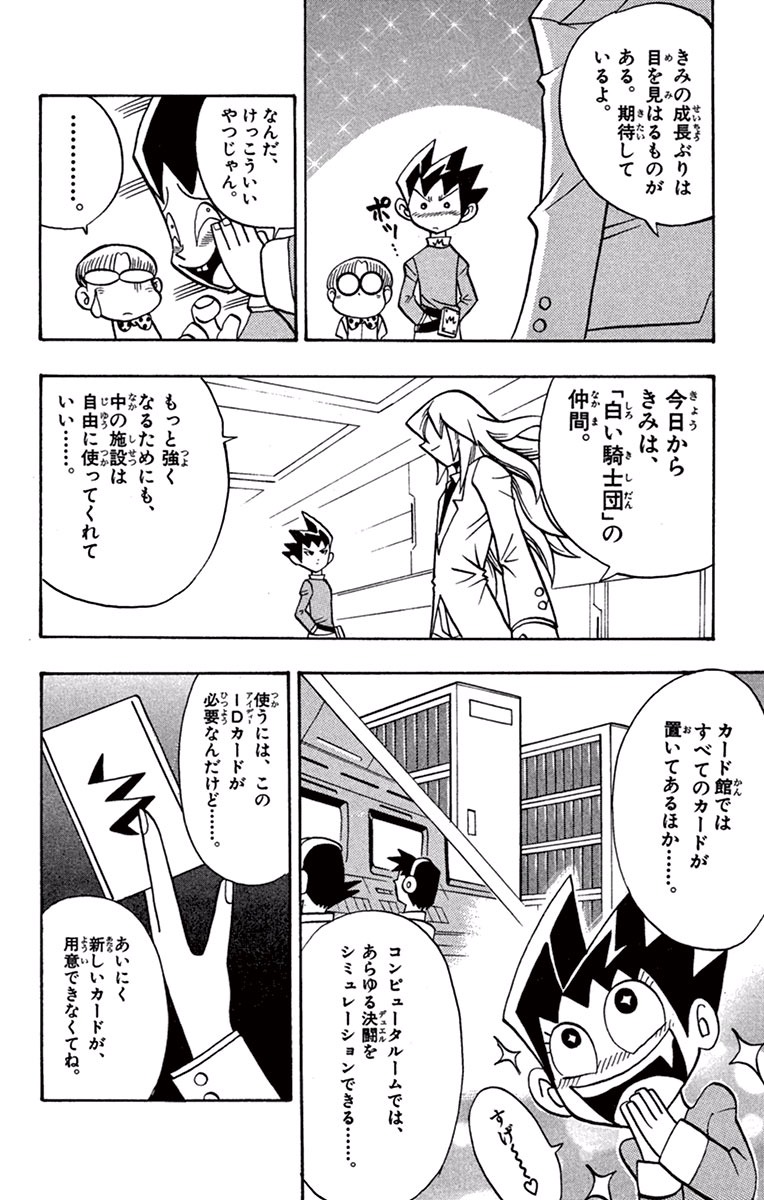 きみの成長ぶりは
目を見はるものが
ある。期待して
いるよ。
ポッ…
なんだ、
けっこういい
やつじゃん。
………。
今日から
きみは、
「白い騎士団」の
仲間。
もっと強く
なるためにも、
中の施設は
自由に使ってくれて
いい……。
カード館では
すべてのカードが
置いてあるほか……。
すげ〜〜〜♡
コンピュータルームでは、
あらゆる決闘を
シミュレーションできる……。
使うには、この
IDカードが
必要なんだけど……。
あいにく
新しいカードが、
用意できなくてね。